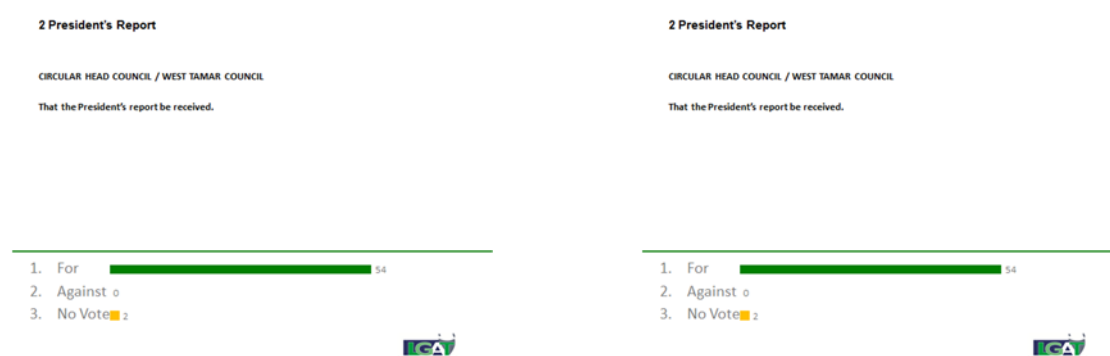 2 President's Report
CIRCULAR HEAD COUNCIL / WEST TAMAR COUNCIL
That the President's report be received.
1. For 54
2. Against 0
3. No Vote 2
LGAT
2 President's Report
CIRCULAR HEAD COUNCIL / WEST TAMAR COUNCIL
That the President's report be received.
1. For 54
2. Against 0
3. No Vote 2
LGAT